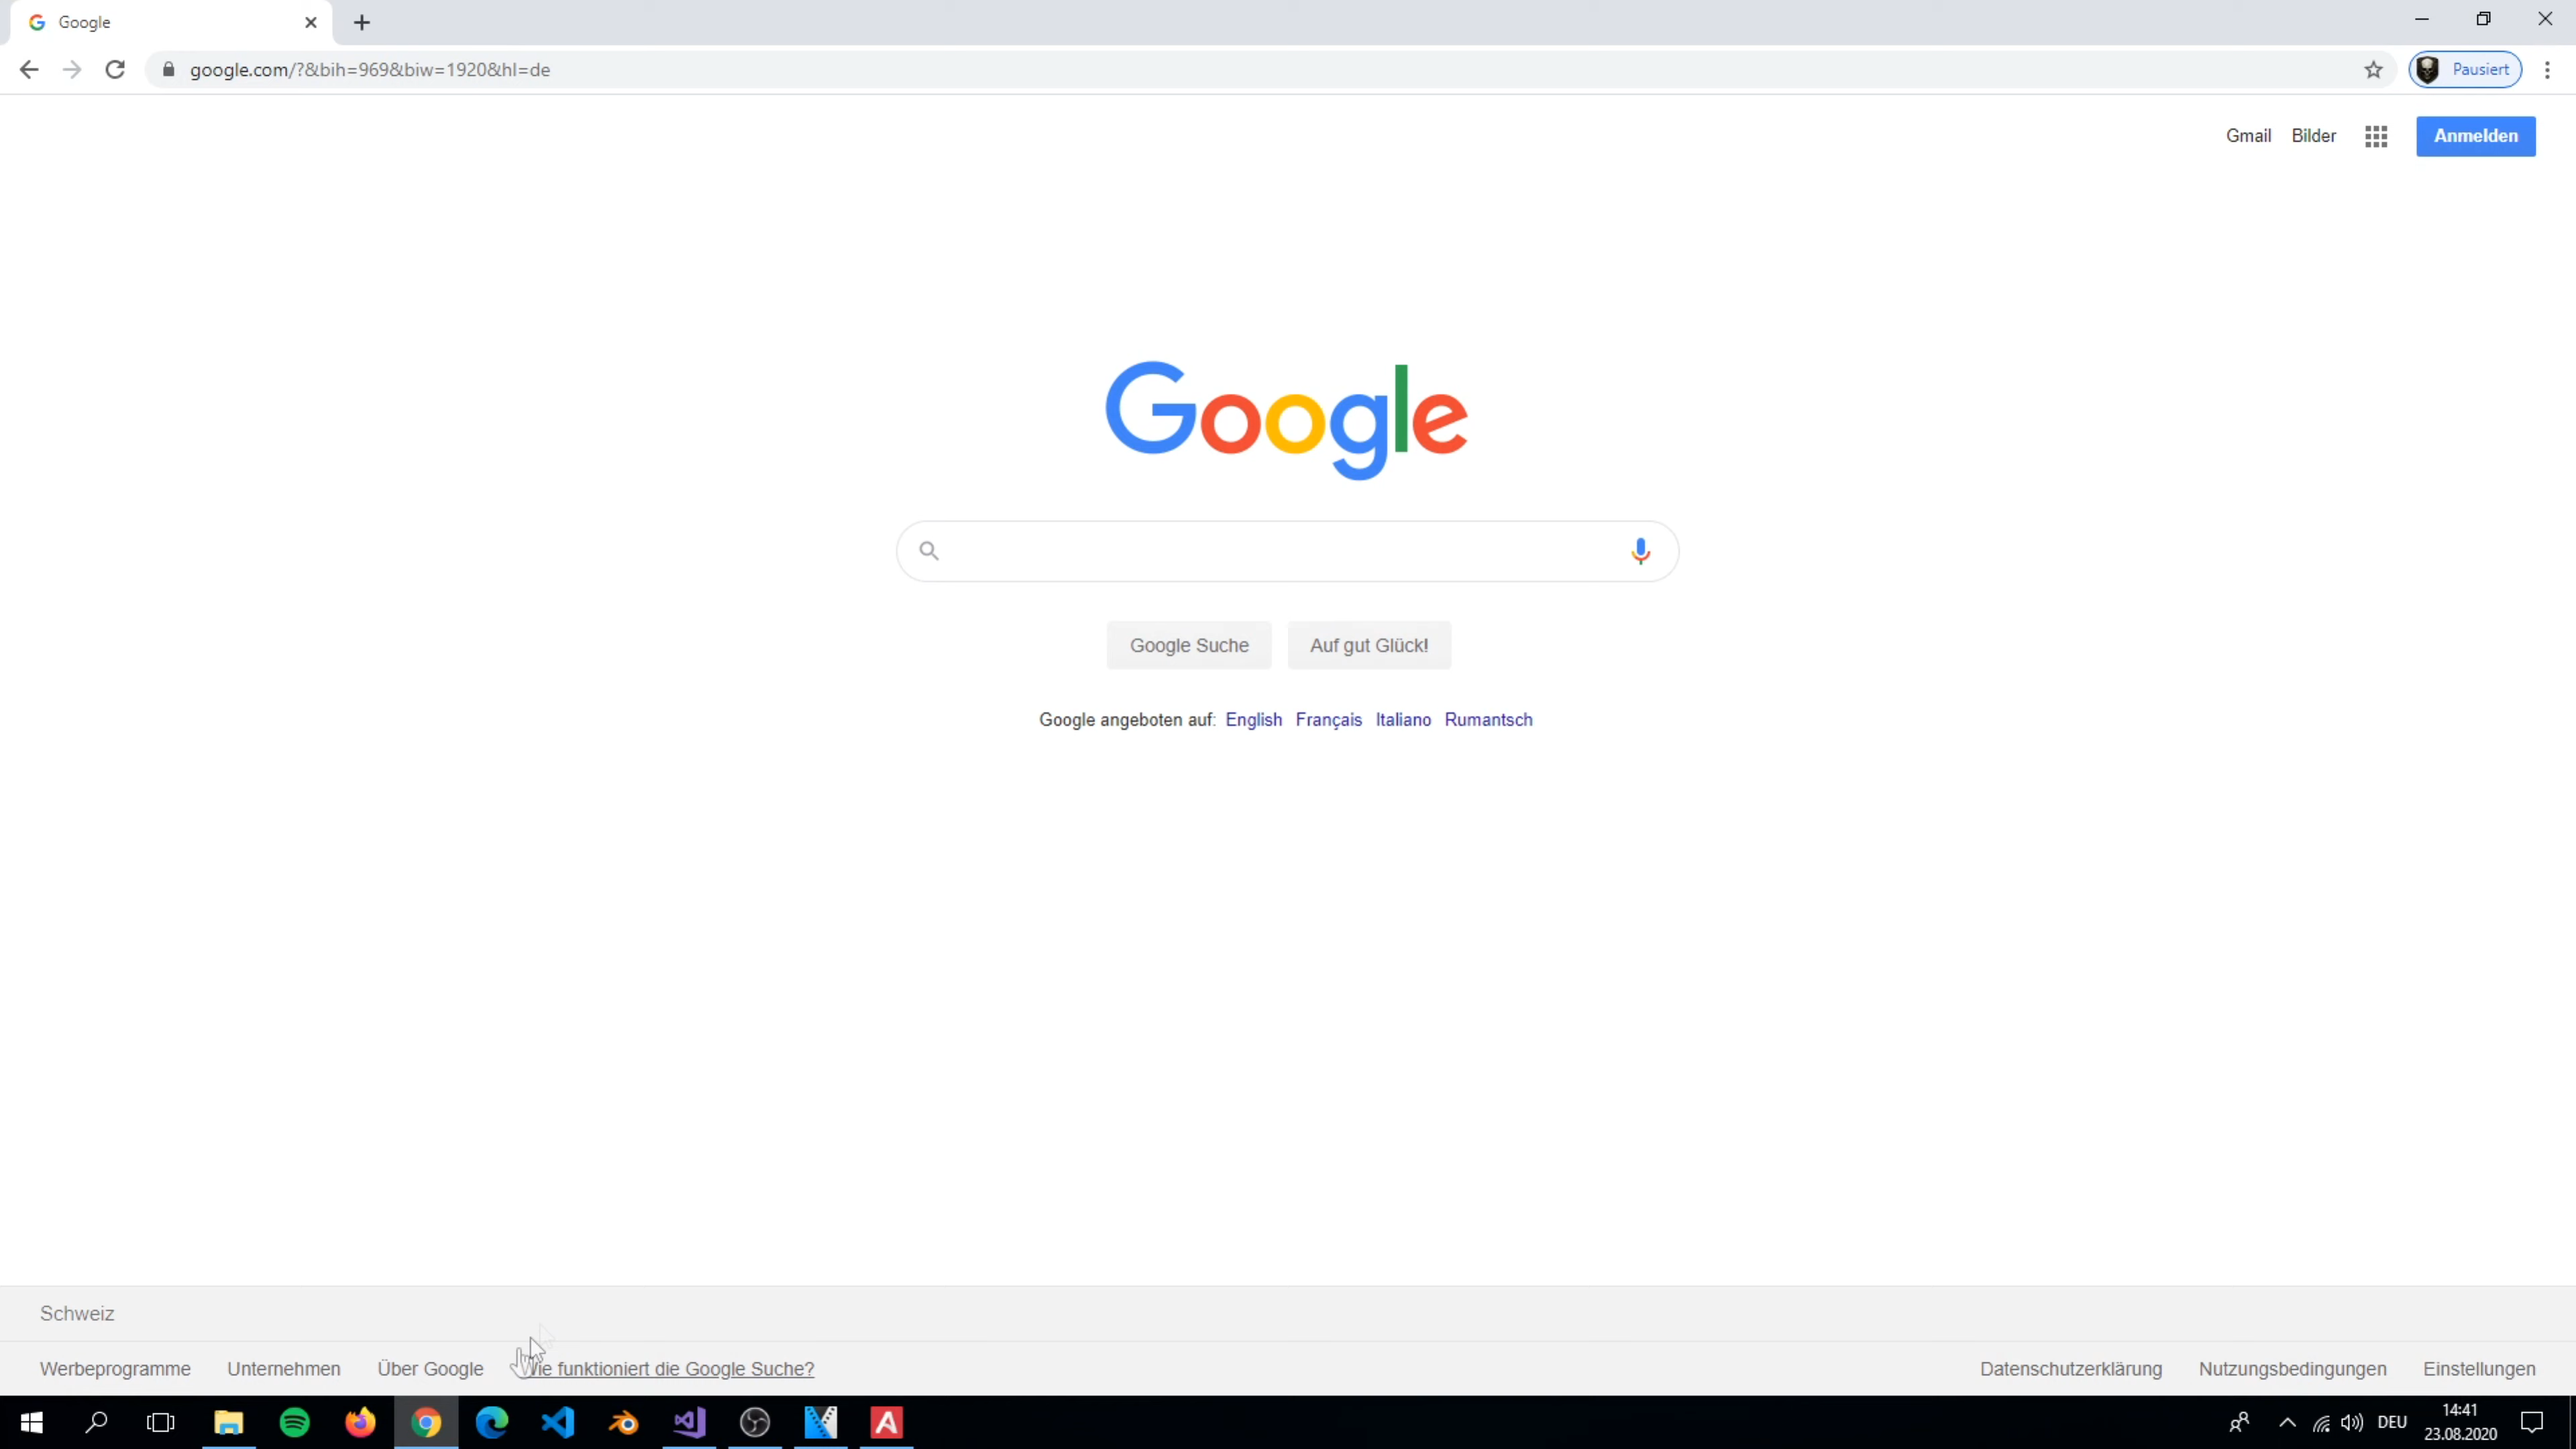 Google
google.com/?&bih=969&biw=1920&hl=de
Pausiert
Gmail Bilder Anmelden
Google
Google Suche Auf gut Glück!
Google angeboten auf: English Français Italiano Rumantsch
Schweiz
Werbeprogramme Unternehmen Über Google Wie funktioniert die Google Suche? Datenschutzerklärung Nutzungsbedingungen Einstellungen
DEU 14:41
23.08.2020